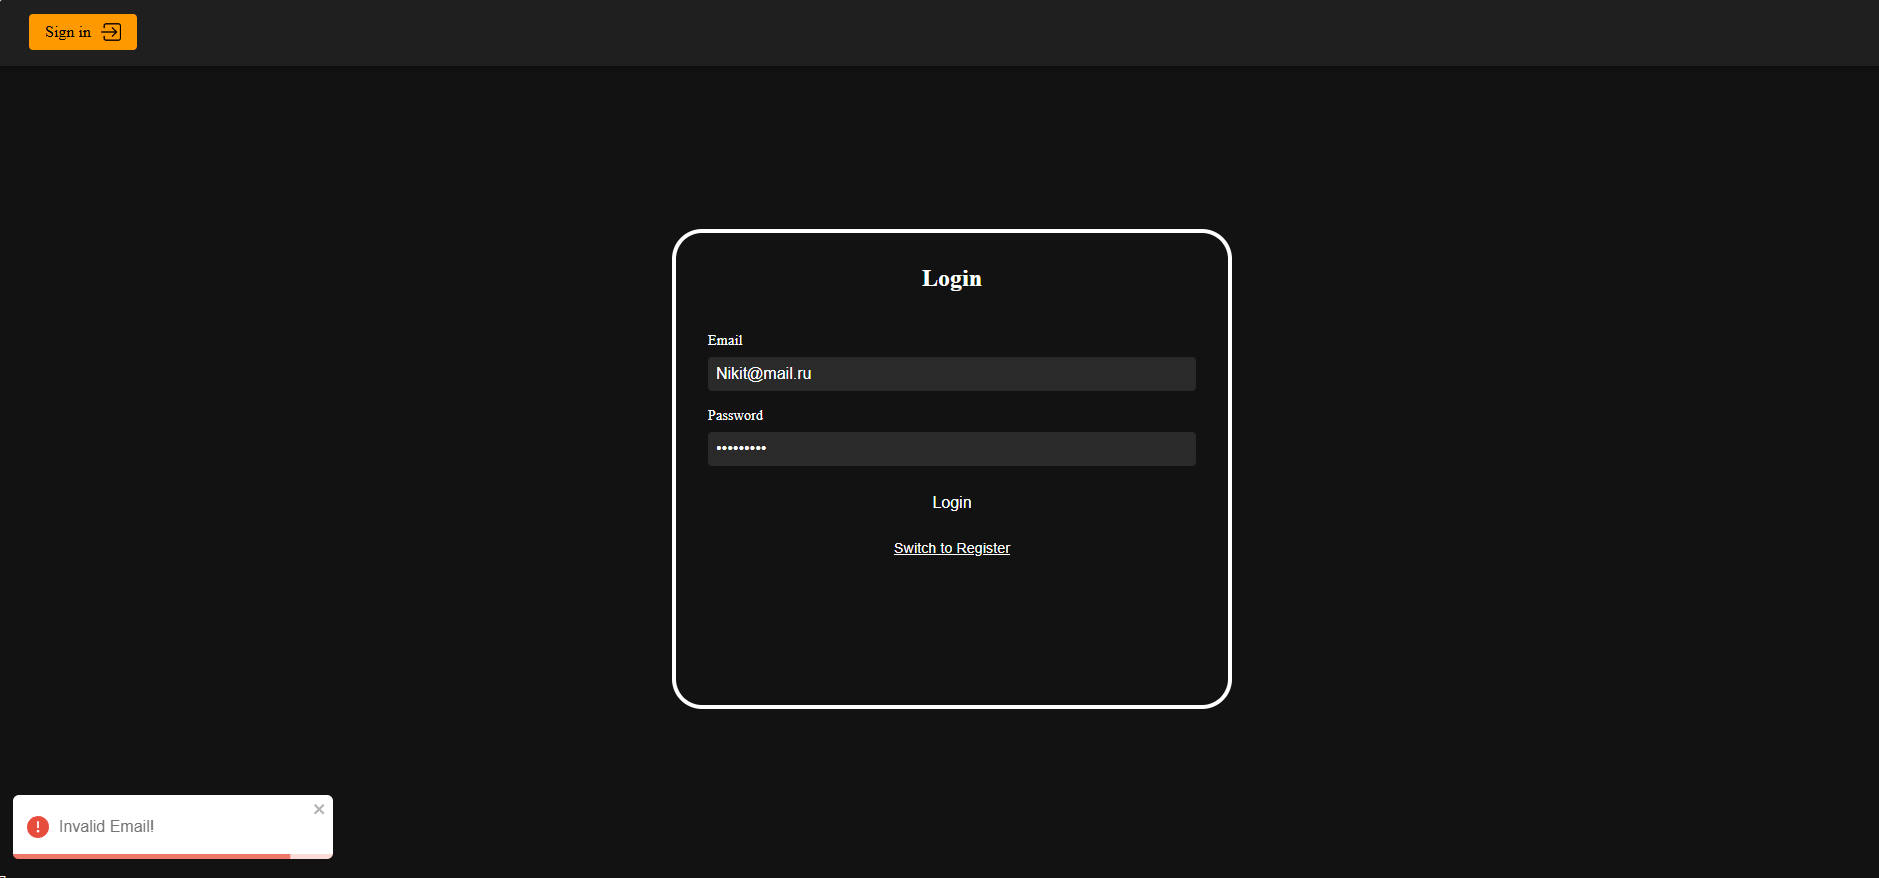 Sign in
Login
Email
Nikit@mail.ru
Password
•••••••••
Login
Switch to Register
Invalid Email!